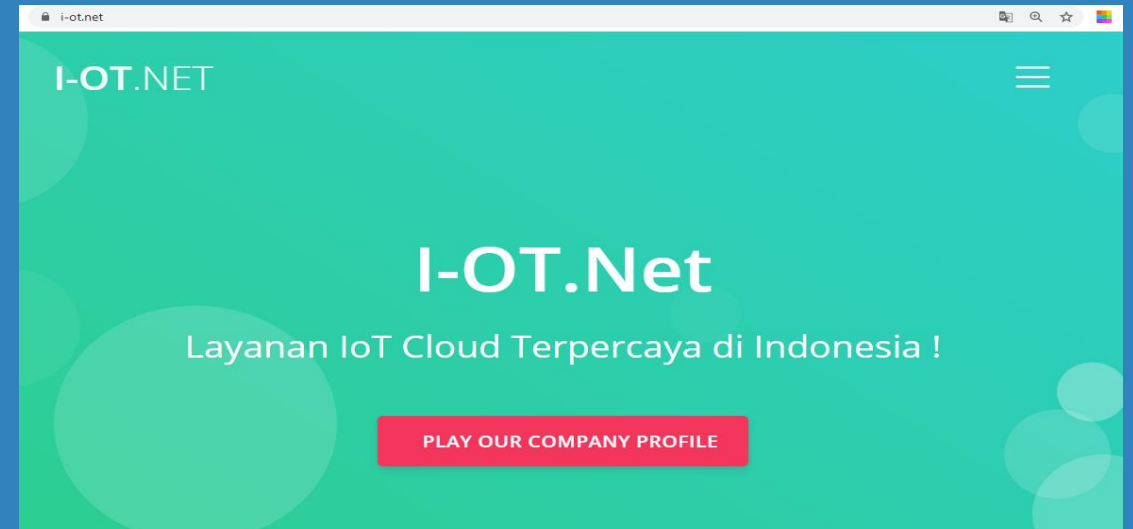 i-ot.net
I-OT.NET
I-OT.Net
Layanan IoT Cloud Terpercaya di Indonesia !
PLAY OUR COMPANY PROFILE